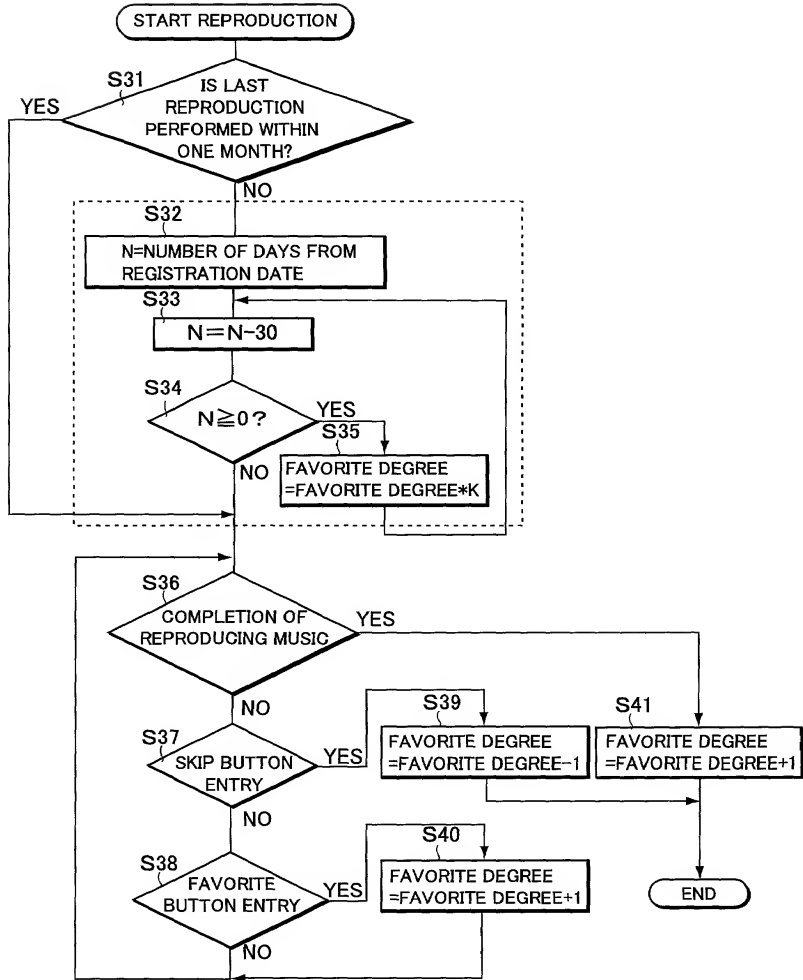 START REPRODUCTION
S31
IS LAST
REPRODUCTION
PERFORMED WITHIN
ONE MONTH?
YES
NO
S32
N=NUMBER OF DAYS FROM
REGISTRATION DATE
S33
N=N-30
S34
N≧0?
YES
NO
S35
FAVORITE DEGREE
=FAVORITE DEGREE*K
S36
COMPLETION OF
REPRODUCING MUSIC
YES
NO
S37
SKIP BUTTON
ENTRY
YES
NO
S39
FAVORITE DEGREE
=FAVORITE DEGREE-1
S41
FAVORITE DEGREE
=FAVORITE DEGREE+1
S38
FAVORITE
BUTTON ENTRY
YES
NO
S40
FAVORITE DEGREE
=FAVORITE DEGREE+1
END